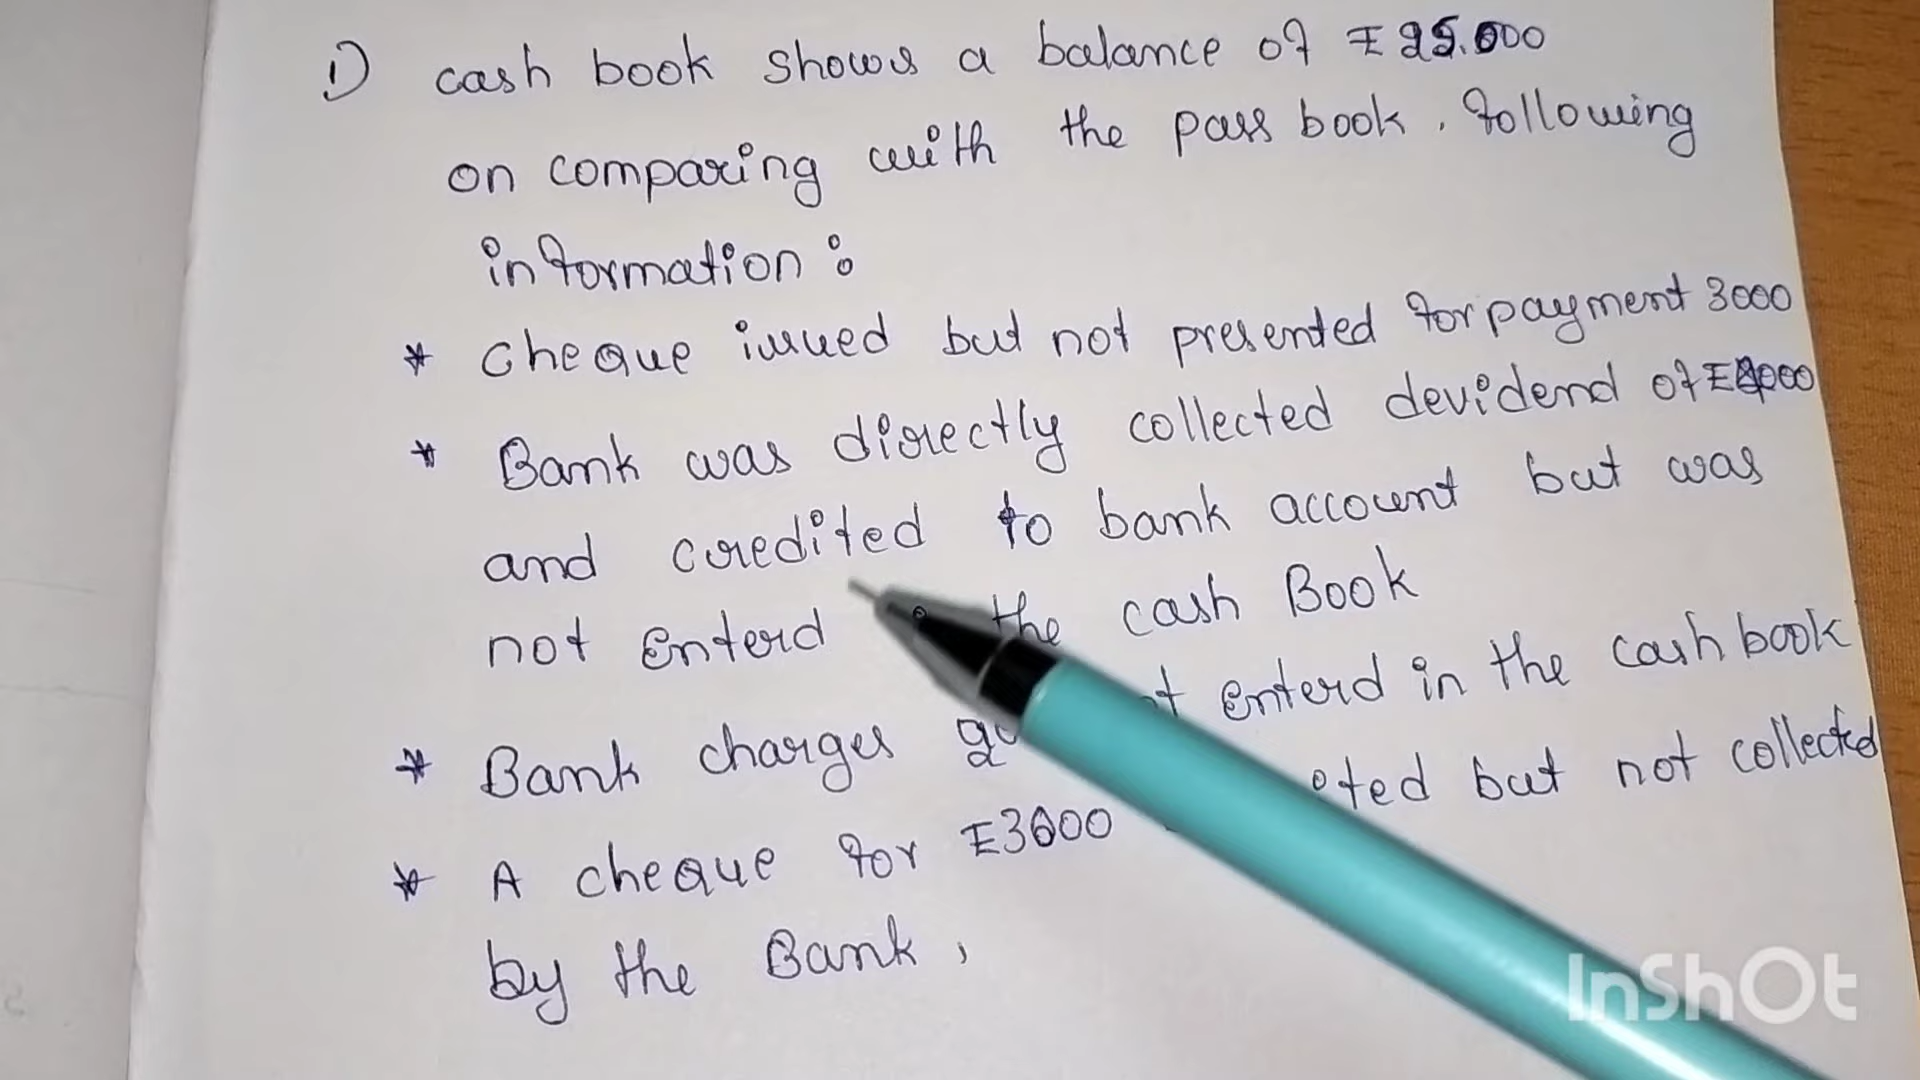 1) cash book shows a balance of ₹ 25.000
on comparing with the pass book, following
information :
* cheque issued but not presented for payment 3000
* Bank was directly collected devidend of
and credited to bank account but was
not Enterd the cash Book
* Bank charges enterd in the cash book
* A cheque for ₹3000 but not collected
by the Bank,
InShOt